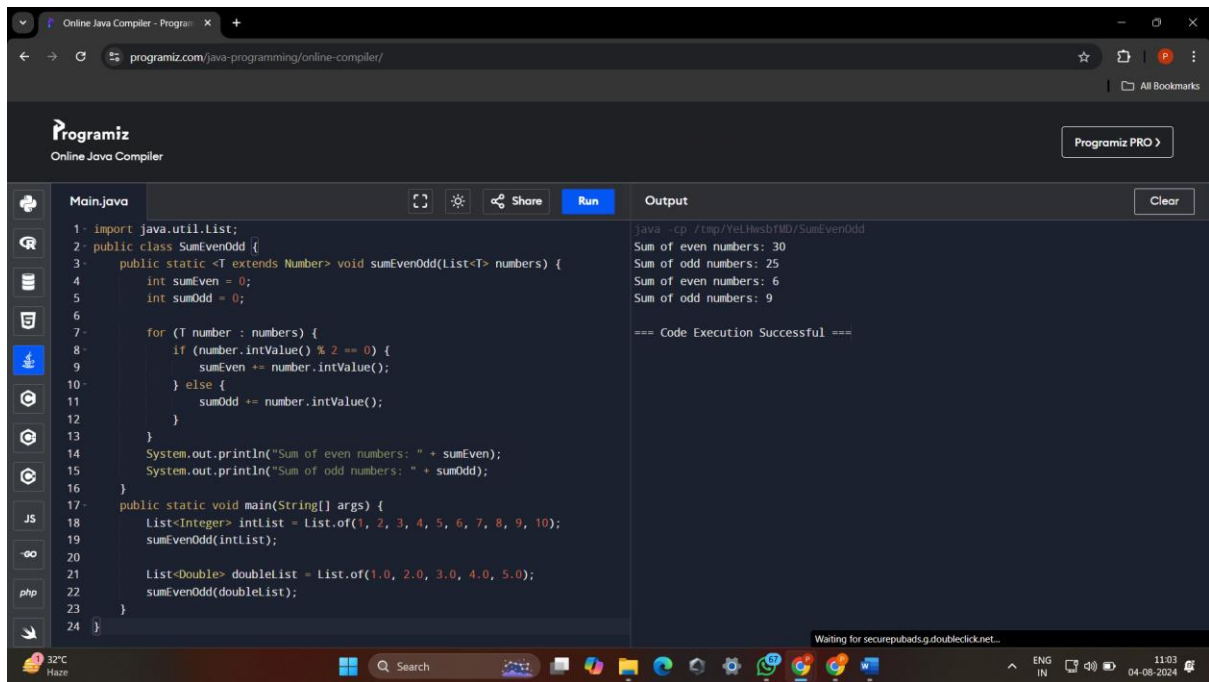 Online Java Compiler - Program
programiz.com/java-programming/online-compiler/
P
All Bookmarks
Programiz
Online Java Compiler
Programiz PRO >
Main.java
Share
Run
Output
Clear
1 import java.util.List;
2 public class SumEvenOdd {
3 public static <T extends Number> void sumEvenOdd(List<T> numbers) {
4 int sumEven = 0;
5 int sumOdd = 0;
6
7 for (T number : numbers) {
8 if (number.intValue() % 2 == 0) {
9 sumEven += number.intValue();
10 } else {
11 sumOdd += number.intValue();
12 }
13 }
14 System.out.println("Sum of even numbers: " + sumEven);
15 System.out.println("Sum of odd numbers: " + sumOdd);
16 }
17 public static void main(String[] args) {
18 List<Integer> intList = List.of(1, 2, 3, 4, 5, 6, 7, 8, 9, 10);
19 sumEvenOdd(intList);
20
21 List<Double> doubleList = List.of(1.0, 2.0, 3.0, 4.0, 5.0);
22 sumEvenOdd(doubleList);
23 }
24 }
java -cp /tmp/YeLHwsbfMD/SumEvenOdd
Sum of even numbers: 30
Sum of odd numbers: 25
Sum of even numbers: 6
Sum of odd numbers: 9
=== Code Execution Successful ===
JS
GO
php
Waiting for securepubads.g.doubleclick.net...
1
32°C
Haze
Search
67
ENG
IN
11:03
04-08-2024